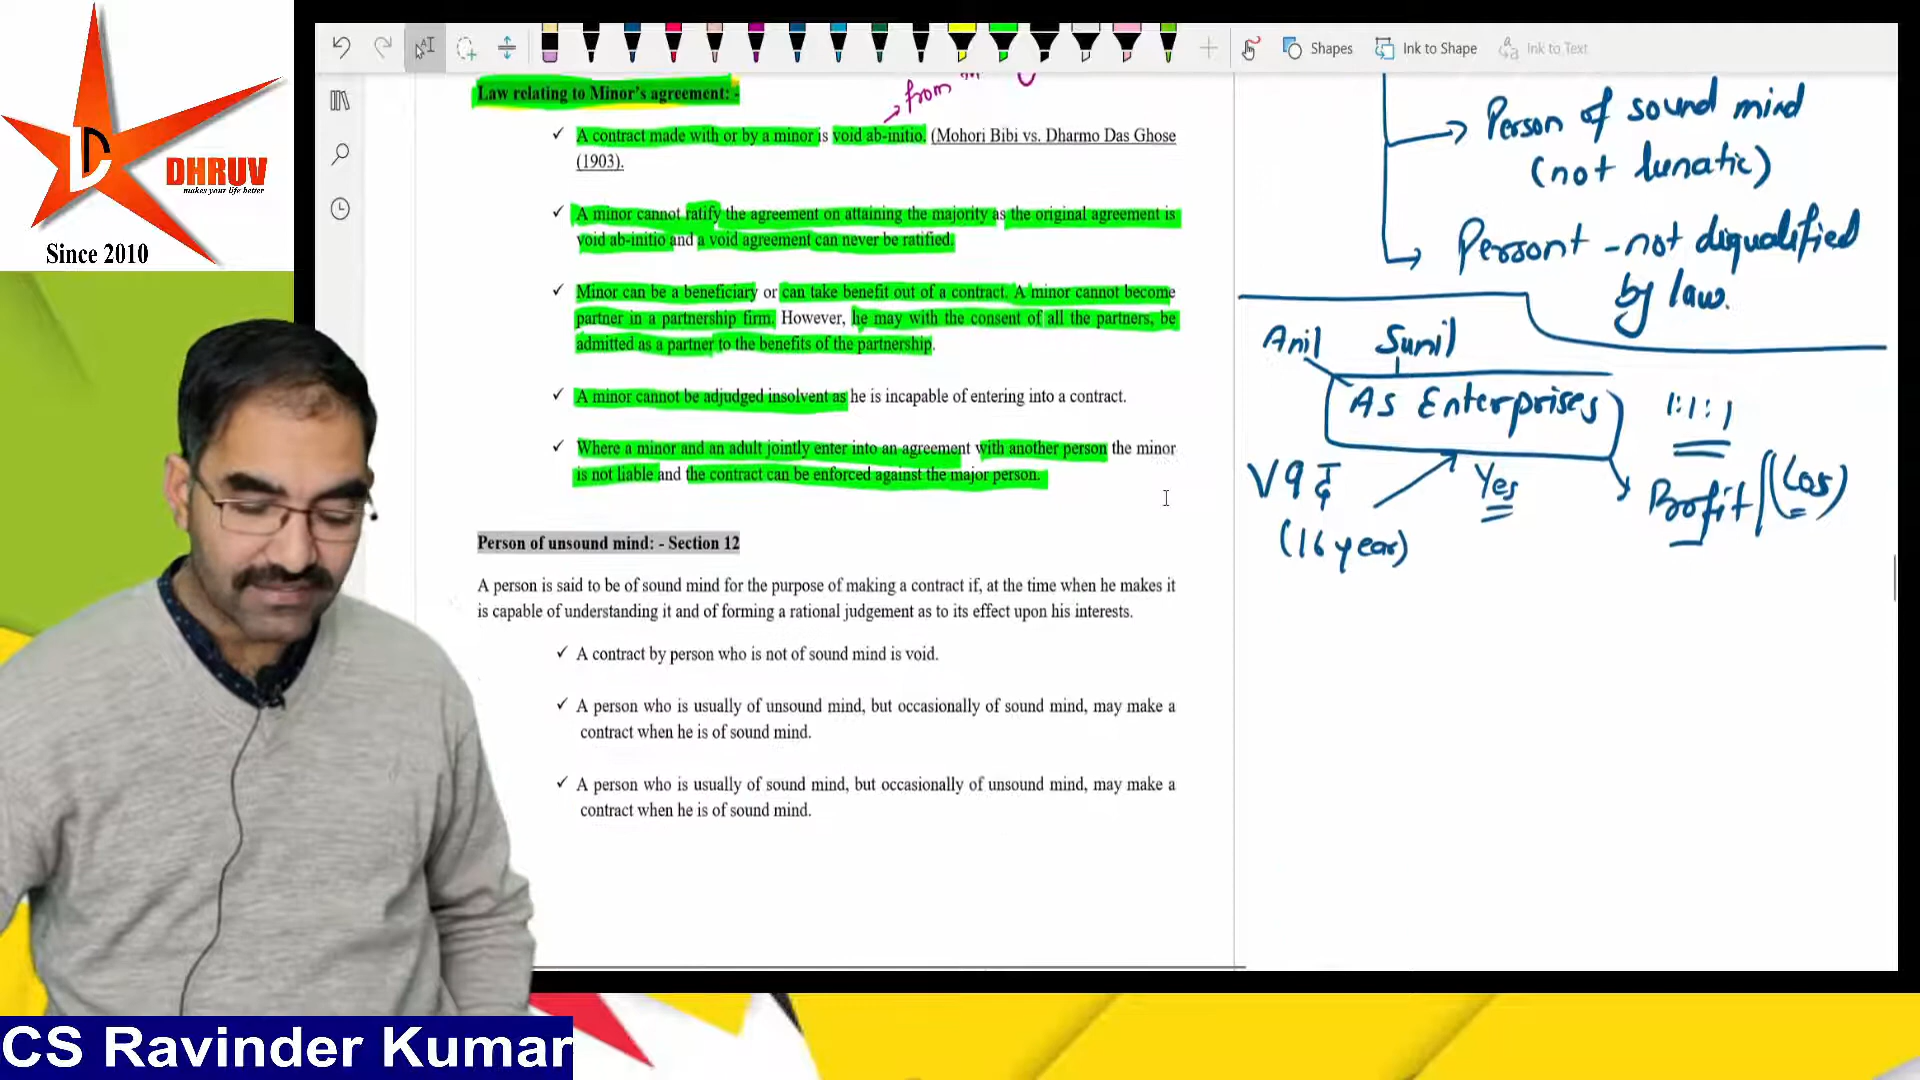 DHRUV
makes your life better
Since 2010
Shapes
Ink to Shape
Ink to Text
Law relating to Minor's agreement: -
from
✓ A contract made with or by a minor is void ab-initio. (Mohori Bibi vs. Dharmo Das Ghose
(1903).
✓ A minor cannot ratify the agreement on attaining the majority as the original agreement is
void ab-initio and a void agreement can never be ratified.
✓ Minor can be a beneficiary or can take benefit out of a contract. A minor cannot become
partner in a partnership firm. However, he may with the consent of all the partners, be
admitted as a partner to the benefits of the partnership.
✓ A minor cannot be adjudged insolvent as he is incapable of entering into a contract.
✓ Where a minor and an adult jointly enter into an agreement with another person the minor
is not liable and the contract can be enforced against the major person.
Person of unsound mind: - Section 12
A person is said to be of sound mind for the purpose of making a contract if, at the time when he makes it
is capable of understanding it and of forming a rational judgement as to its effect upon his interests.
✓ A contract by person who is not of sound mind is void.
✓ A person who is usually of unsound mind, but occasionally of sound mind, may make a
contract when he is of sound mind.
✓ A person who is usually of sound mind, but occasionally of unsound mind, may make a
contract when he is of sound mind.
Person of sound mind
(not lunatic)
Persont - not diqualified
by law.
Anil Sunil
As Enterprises
1:1:1
Yes
Profit/(Los)
(16 year)
CS Ravinder Kumar